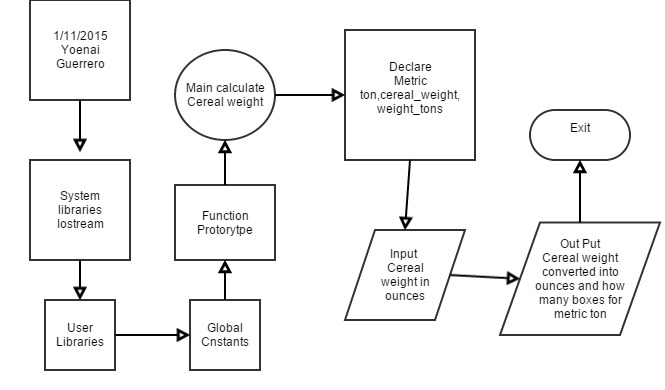 1/11/2015
Yoenai
Guerrero
System
libraries
Iostream
User
Libraries
Global
Cnstants
Function
Protorytpe
Main calculate
Cereal weight
Declare
Metric
ton,cereal_weight,
weight_tons
Input
Cereal
weight in
ounces
Out Put
Cereal weight
converted into
ounces and how
many boxes for
metric ton
Exit